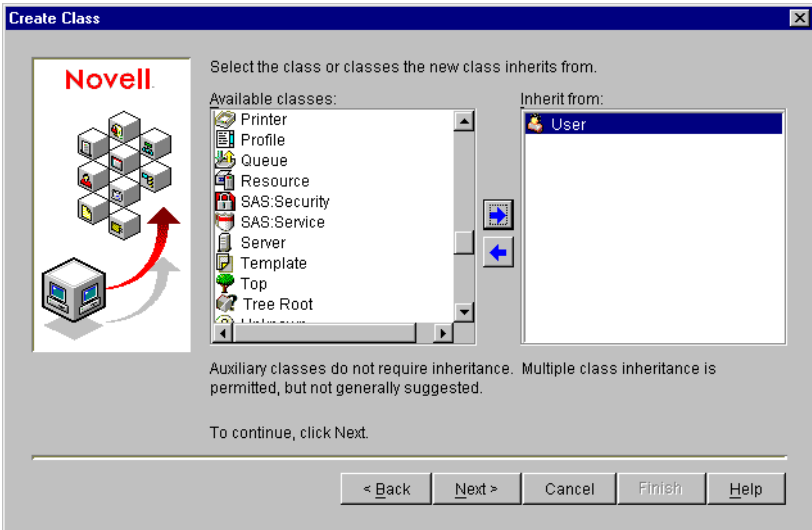 Create Class
Novell.
Select the class or classes the new class inherits from.
Available classes:
Inherit from:
Printer
Profile
Queue
Resource
SAS:Security
SAS:Service
Server
Template
Top
Tree Root
User
Auxiliary classes do not require inheritance. Multiple class inheritance is
permitted, but not generally suggested.
To continue, click Next.
< Back
Next >
Cancel
Finish
Help